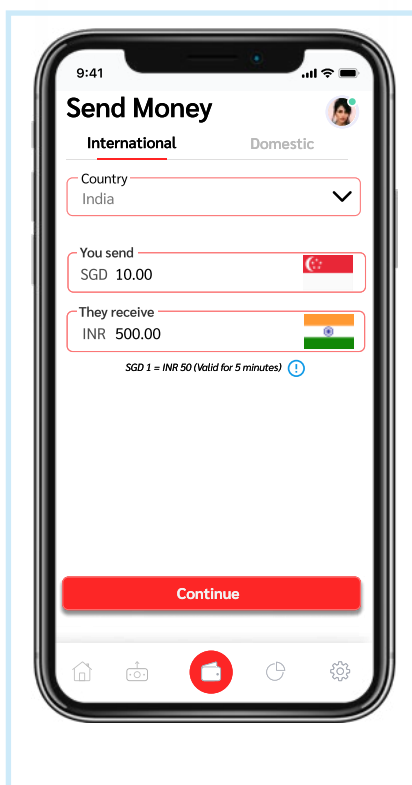 9:41
Send Money
International
Domestic
Country
India
You send
SGD 10.00
They receive
INR 500.00
SGD 1 = INR 50 (Valid for 5 minutes)
Continue